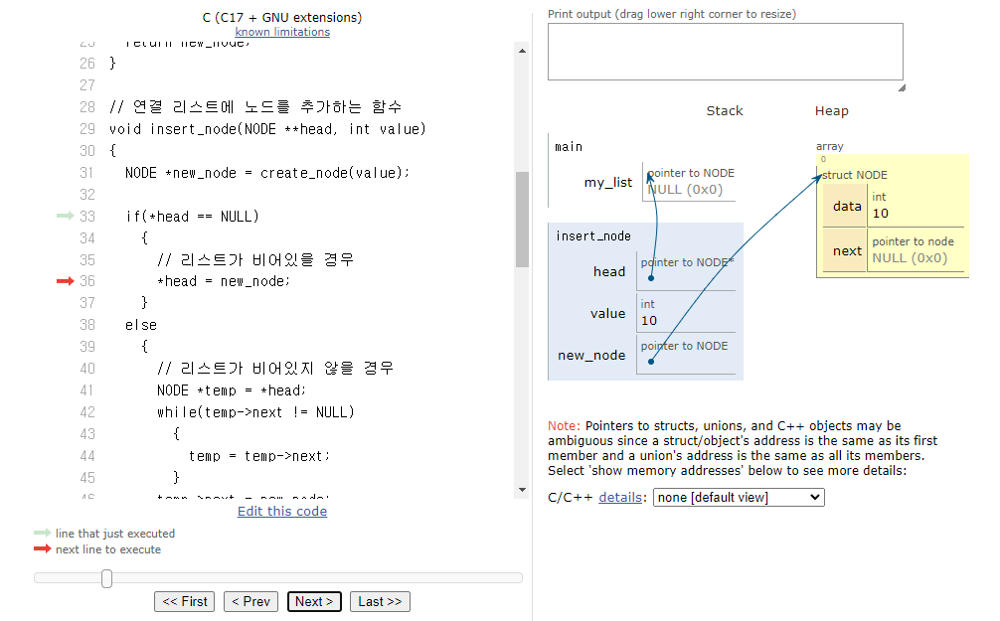 C (C17 + GNU extensions)
known limitations
25 return new_node;
26 }
27
28 // 연결 리스트에 노드를 추가하는 함수
29 void insert_node(NODE **head, int value)
30 {
31 NODE *new_node = create_node(value);
32
33 if(*head == NULL)
34 {
35 // 리스트가 비어있을 경우
36 *head = new_node;
37 }
38 else
39 {
40 // 리스트가 비어있지 않을 경우
41 NODE *temp = *head;
42 while(temp->next != NULL)
43 {
44 temp = temp->next;
45 }
46 temp->next = new_node;
Edit this code
line that just executed
next line to execute
<< First
< Prev
Next >
Last >>
Print output (drag lower right corner to resize)
Stack
Heap
main
my_list
pointer to NODE
NULL (0x0)
insert_node
head
pointer to NODE*
value
int
10
new_node
pointer to NODE
array
0
struct NODE
data
int
10
next
pointer to node
NULL (0x0)
Note: Pointers to structs, unions, and C++ objects may be
ambiguous since a struct/object's address is the same as its first
member and a union's address is the same as all its members.
Select 'show memory addresses' below to see more details:
C/C++ details: none [default view]